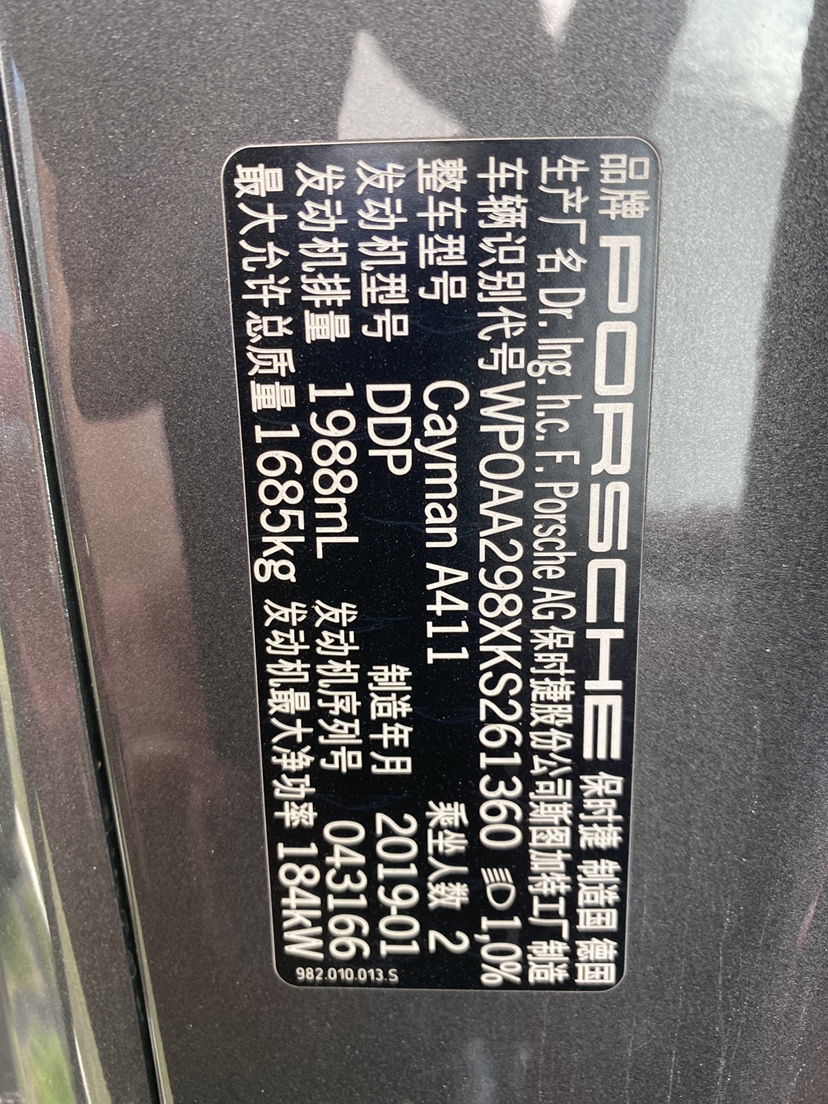 品牌 PORSCHE 保时捷 制造国 德国
生产厂名 Dr. Ing. h.c. F. Porsche AG 保时捷股份公司斯图加特工厂制造
车辆识别代号 WP0AA298XKS261360 1,0%
整车型号 Cayman A411 乘坐人数 2
发动机型号 DDP 制造年月 2019-01
发动机排量 1988mL 发动机序列号 043166
最大允许总质量 1685kg 发动机最大净功率 184kW
982.010.013.S